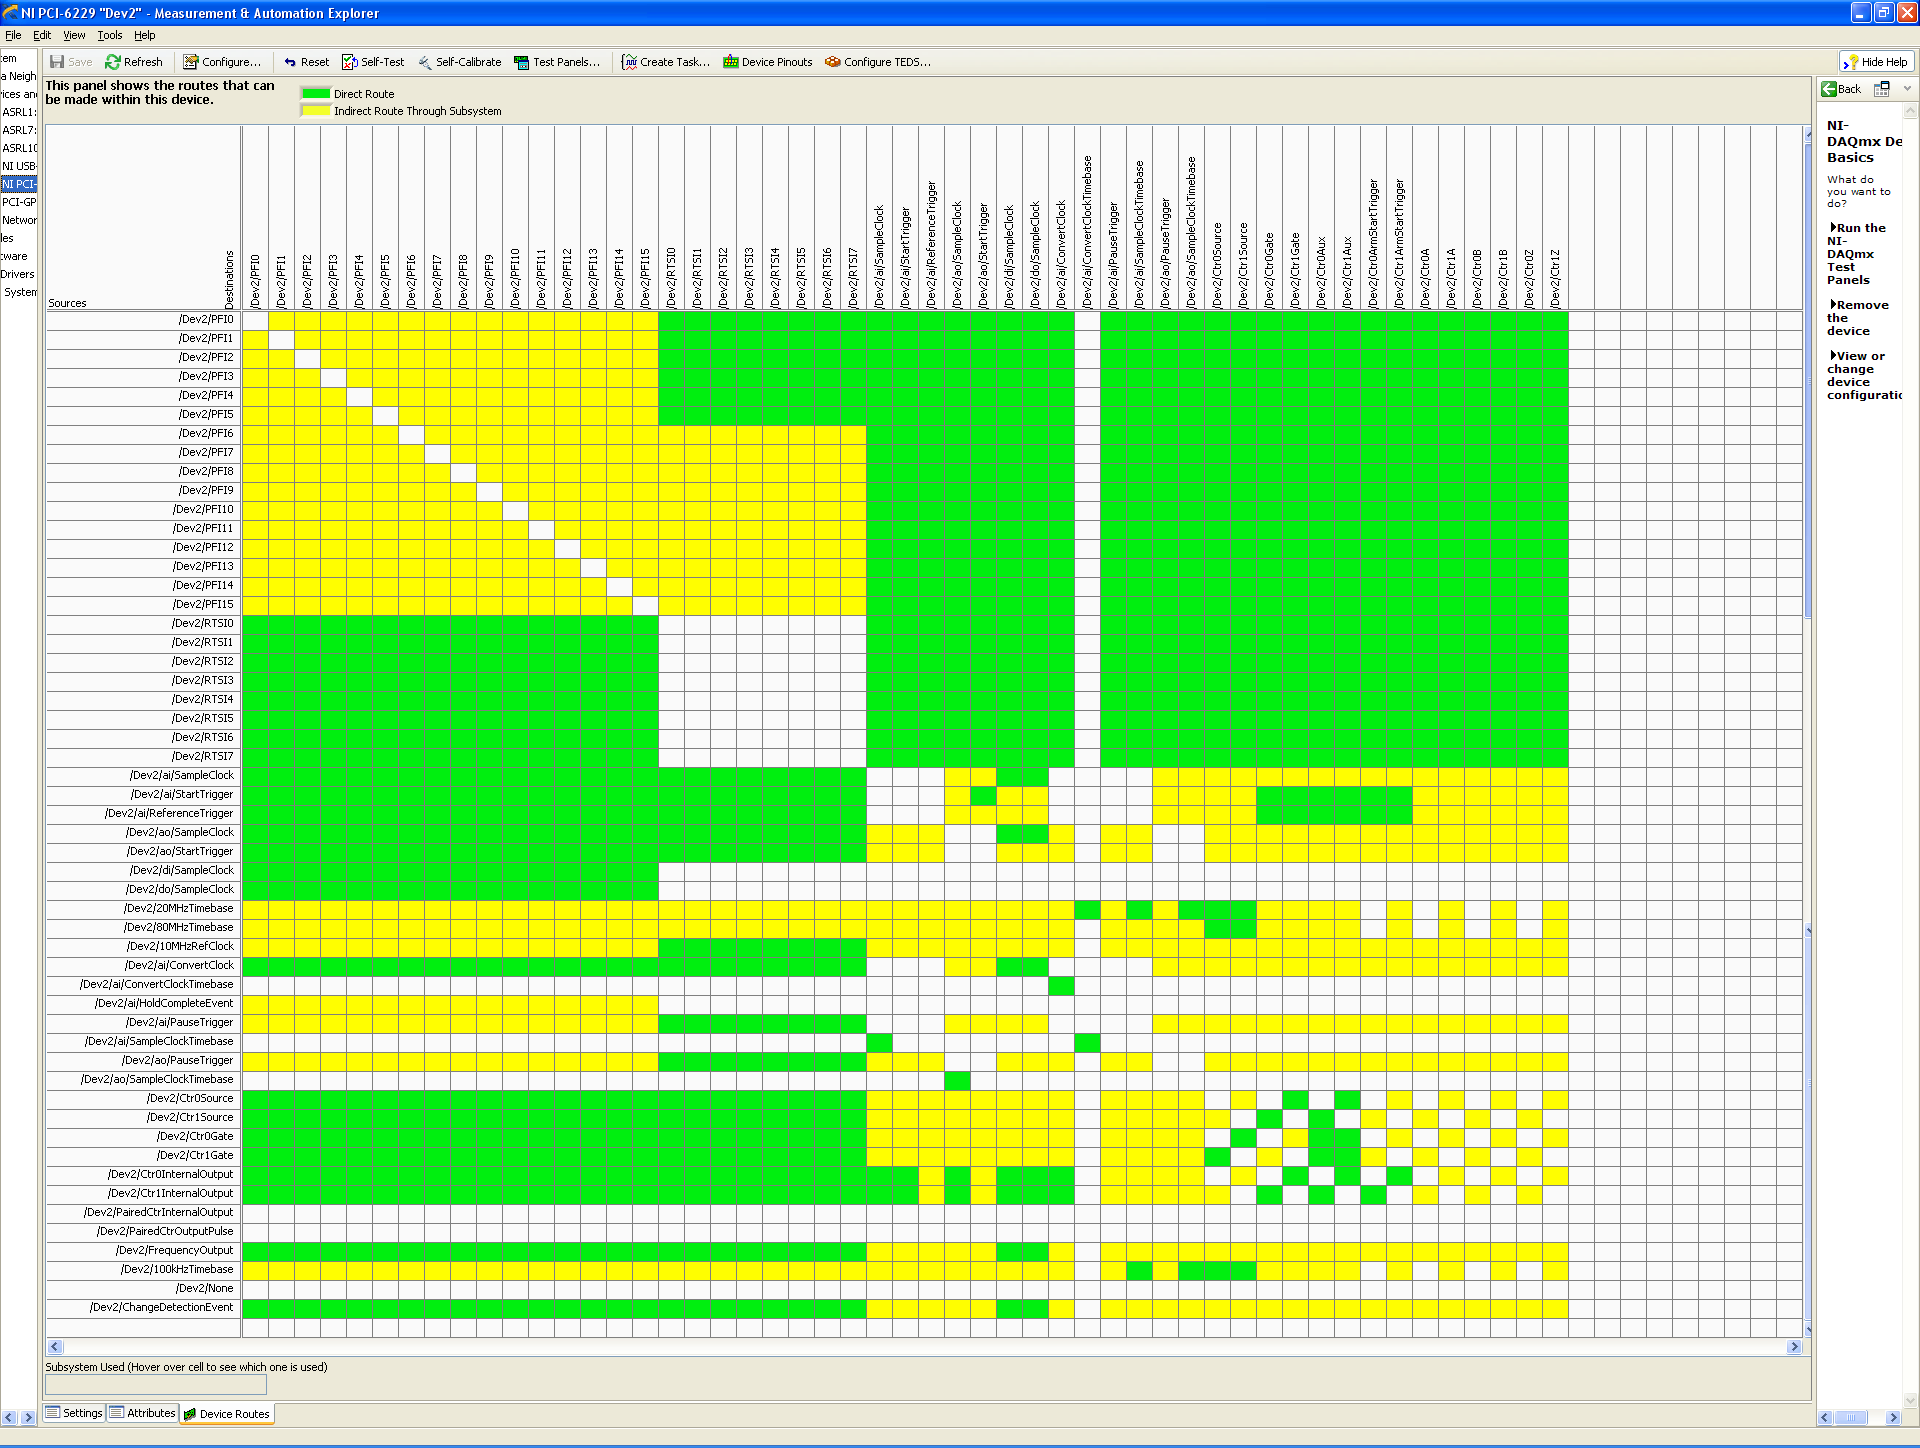 NI PCI-6229 "Dev2" - Measurement & Automation Explorer
File Edit View Tools Help
Save Refresh Configure... Reset Self-Test Self-Calibrate Test Panels... Create Task... Device Pinouts Configure TEDS... Hide Help
em
a Neigh
ices and
ASRL1:
ASRL7:
ASRL10
NI USB-
NI PCI-
PCI-GP
Networ
les
ware
Drivers
System
This panel shows the routes that can
be made within this device.
Direct Route
Indirect Route Through Subsystem
Sources
Destinations
/Dev2/PFI0
/Dev2/PFI1
/Dev2/PFI2
/Dev2/PFI3
/Dev2/PFI4
/Dev2/PFI5
/Dev2/PFI6
/Dev2/PFI7
/Dev2/PFI8
/Dev2/PFI9
/Dev2/PFI10
/Dev2/PFI11
/Dev2/PFI12
/Dev2/PFI13
/Dev2/PFI14
/Dev2/PFI15
/Dev2/RTSI0
/Dev2/RTSI1
/Dev2/RTSI2
/Dev2/RTSI3
/Dev2/RTSI4
/Dev2/RTSI5
/Dev2/RTSI6
/Dev2/RTSI7
/Dev2/ai/SampleClock
/Dev2/ai/StartTrigger
/Dev2/ai/ReferenceTrigger
/Dev2/ao/SampleClock
/Dev2/ao/StartTrigger
/Dev2/di/SampleClock
/Dev2/do/SampleClock
/Dev2/ai/ConvertClock
/Dev2/ai/ConvertClockTimebase
/Dev2/ai/PauseTrigger
/Dev2/ai/SampleClockTimebase
/Dev2/ao/PauseTrigger
/Dev2/ao/SampleClockTimebase
/Dev2/Ctr0Source
/Dev2/Ctr1Source
/Dev2/Ctr0Gate
/Dev2/Ctr1Gate
/Dev2/Ctr0Aux
/Dev2/Ctr1Aux
/Dev2/Ctr0ArmStartTrigger
/Dev2/Ctr1ArmStartTrigger
/Dev2/Ctr0A
/Dev2/Ctr1A
/Dev2/Ctr0B
/Dev2/Ctr1B
/Dev2/Ctr0Z
/Dev2/Ctr1Z
/Dev2/PFI0
/Dev2/PFI1
/Dev2/PFI2
/Dev2/PFI3
/Dev2/PFI4
/Dev2/PFI5
/Dev2/PFI6
/Dev2/PFI7
/Dev2/PFI8
/Dev2/PFI9
/Dev2/PFI10
/Dev2/PFI11
/Dev2/PFI12
/Dev2/PFI13
/Dev2/PFI14
/Dev2/PFI15
/Dev2/RTSI0
/Dev2/RTSI1
/Dev2/RTSI2
/Dev2/RTSI3
/Dev2/RTSI4
/Dev2/RTSI5
/Dev2/RTSI6
/Dev2/RTSI7
/Dev2/ai/SampleClock
/Dev2/ai/StartTrigger
/Dev2/ai/ReferenceTrigger
/Dev2/ao/SampleClock
/Dev2/ao/StartTrigger
/Dev2/di/SampleClock
/Dev2/do/SampleClock
/Dev2/20MHzTimebase
/Dev2/80MHzTimebase
/Dev2/10MHzRefClock
/Dev2/ai/ConvertClock
/Dev2/ai/ConvertClockTimebase
/Dev2/ai/HoldCompleteEvent
/Dev2/ai/PauseTrigger
/Dev2/ai/SampleClockTimebase
/Dev2/ao/PauseTrigger
/Dev2/ao/SampleClockTimebase
/Dev2/Ctr0Source
/Dev2/Ctr1Source
/Dev2/Ctr0Gate
/Dev2/Ctr1Gate
/Dev2/Ctr0InternalOutput
/Dev2/Ctr1InternalOutput
/Dev2/PairedCtrInternalOutput
/Dev2/PairedCtrOutputPulse
/Dev2/FrequencyOutput
/Dev2/100kHzTimebase
/Dev2/None
/Dev2/ChangeDetectionEvent
Subsystem Used (Hover over cell to see which one is used)
Settings Attributes Device Routes
Back
NI-
DAQmx De
Basics
What do
you want to
do?
Run the
NI-
DAQmx
Test
Panels
Remove
the
device
View or
change
device
configuratic